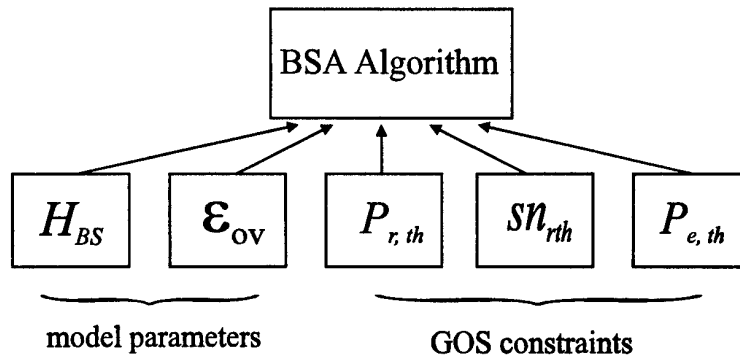 BSA Algorithm
H_BS
ε_ov
P_r, th
sn_rth
P_e, th
model parameters
GOS constraints